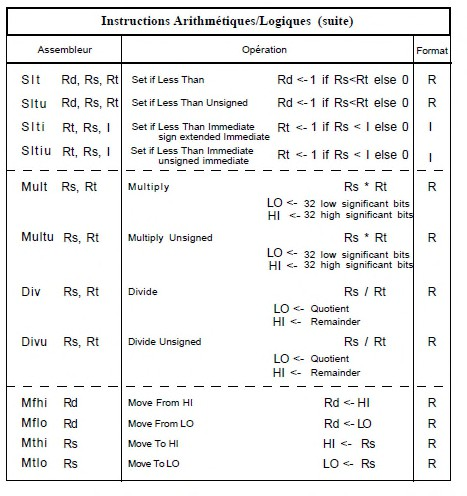 Instructions Arithmétiques/Logiques (suite)
Assembleur Opération Format
Slt Rd, Rs, Rt Set if Less Than Rd <- 1 if Rs<Rt else 0 R
Sltu Rd, Rs, Rt Set if Less Than Unsigned Rd <- 1 if Rs<Rt else 0 R
Slti Rt, Rs, I Set if Less Than Immediate Rt <- 1 if Rs < I else 0 I
sign extended Immediate
Sltiu Rt, Rs, I Set if Less Than Immediate Rt <- 1 if Rs < I else 0 I
unsigned immediate
Mult Rs, Rt Multiply Rs * Rt R
LO <- 32 low significant bits
HI <- 32 high significant bits
Multu Rs, Rt Multiply Unsigned Rs * Rt R
LO <- 32 low significant bits
HI <- 32 high significant bits
Div Rs, Rt Divide Rs / Rt R
LO <- Quotient
HI <- Remainder
Divu Rs, Rt Divide Unsigned Rs / Rt R
LO <- Quotient
HI <- Remainder
Mfhi Rd Move From HI Rd <- HI R
Mflo Rd Move From LO Rd <- LO R
Mthi Rs Move To HI HI <- Rs R
Mtlo Rs Move To LO LO <- Rs R